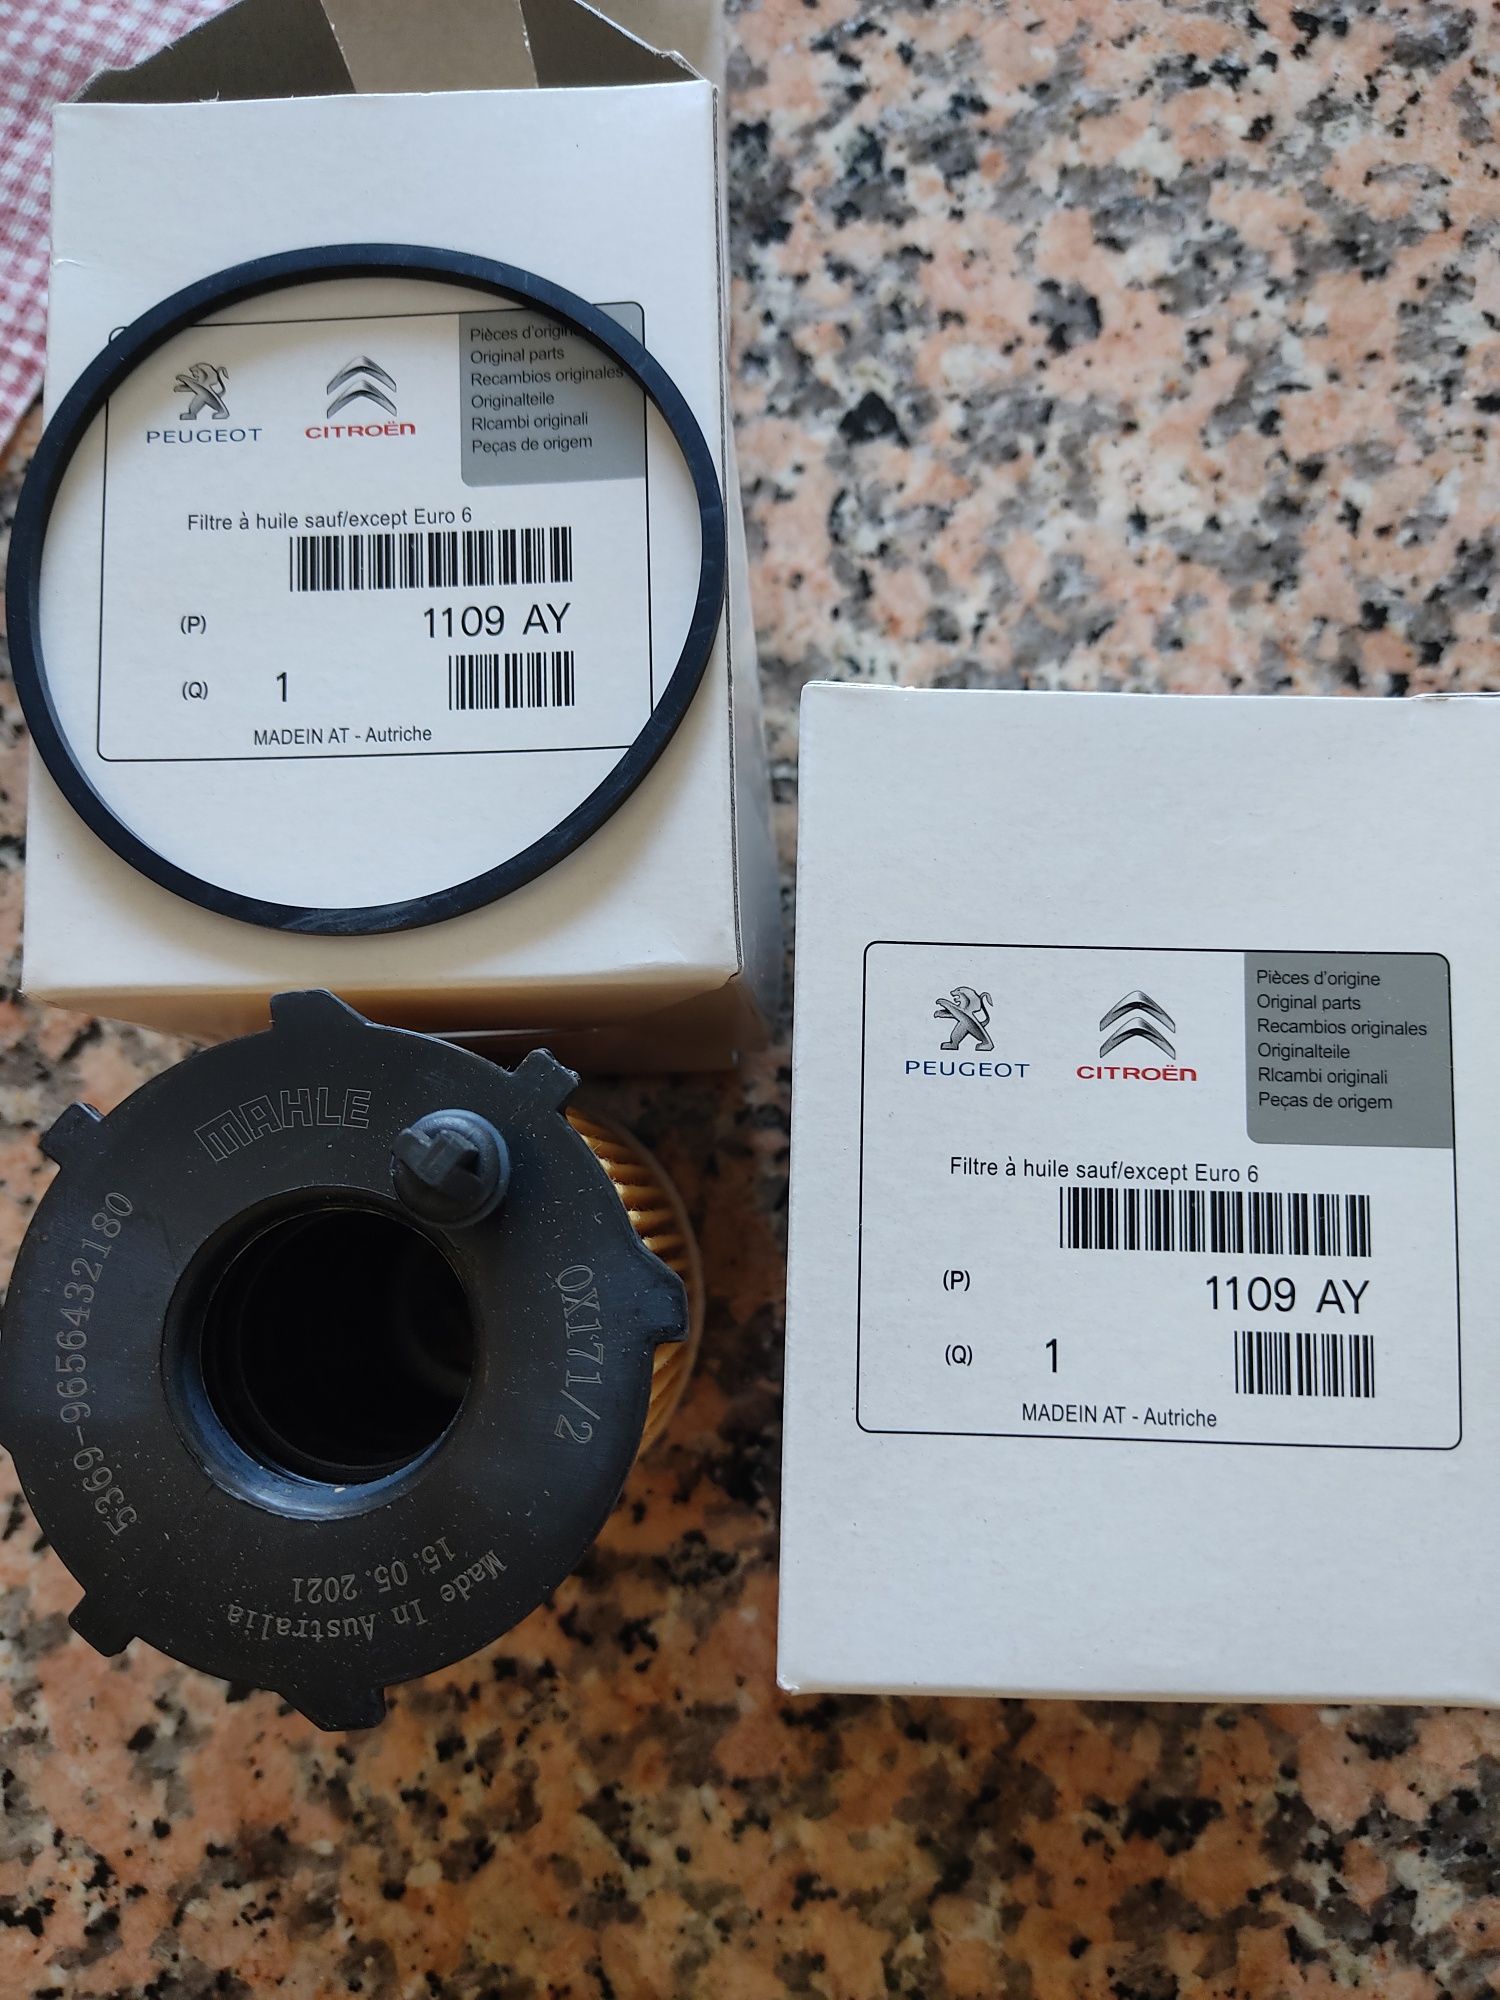 PEUGEOT
CITROËN
Pièces d'origine
Original parts
Recambios originales
Originalteile
RIcambi originali
Peças de origem
Filtre à huile sauf/except Euro 6
(P) 1109 AY
(Q) 1
MADEIN AT - Autriche
MAHLE
OX171/2
5369-9656432180
15.05.2021
Made In Australia
PEUGEOT
CITROËN
Pièces d'origine
Original parts
Recambios originales
Originalteile
RIcambi originali
Peças de origem
Filtre à huile sauf/except Euro 6
(P) 1109 AY
(Q) 1
MADEIN AT - Autriche